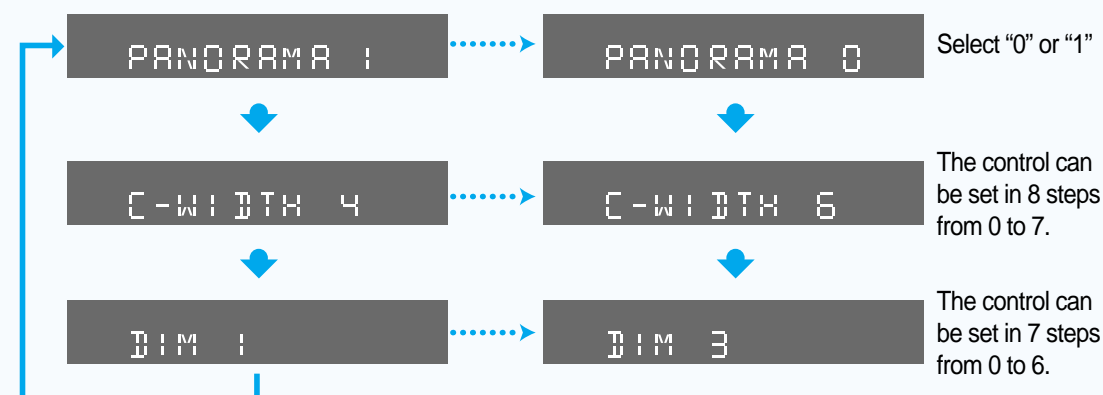 PANORAMA 1 PANORAMA 0 Select “0” or “1”
C-WIDTH 4 C-WIDTH 6
The control can
be set in 8 steps
from 0 to 7.
DIM 1 DIM 3
The control can
be set in 7 steps
from 0 to 6.